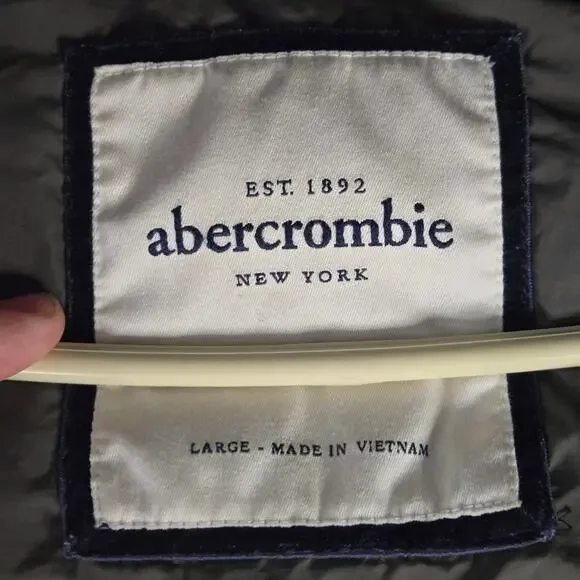 EST. 1892
abercrombie
NEW YORK
LARGE - MADE IN VIETNAM